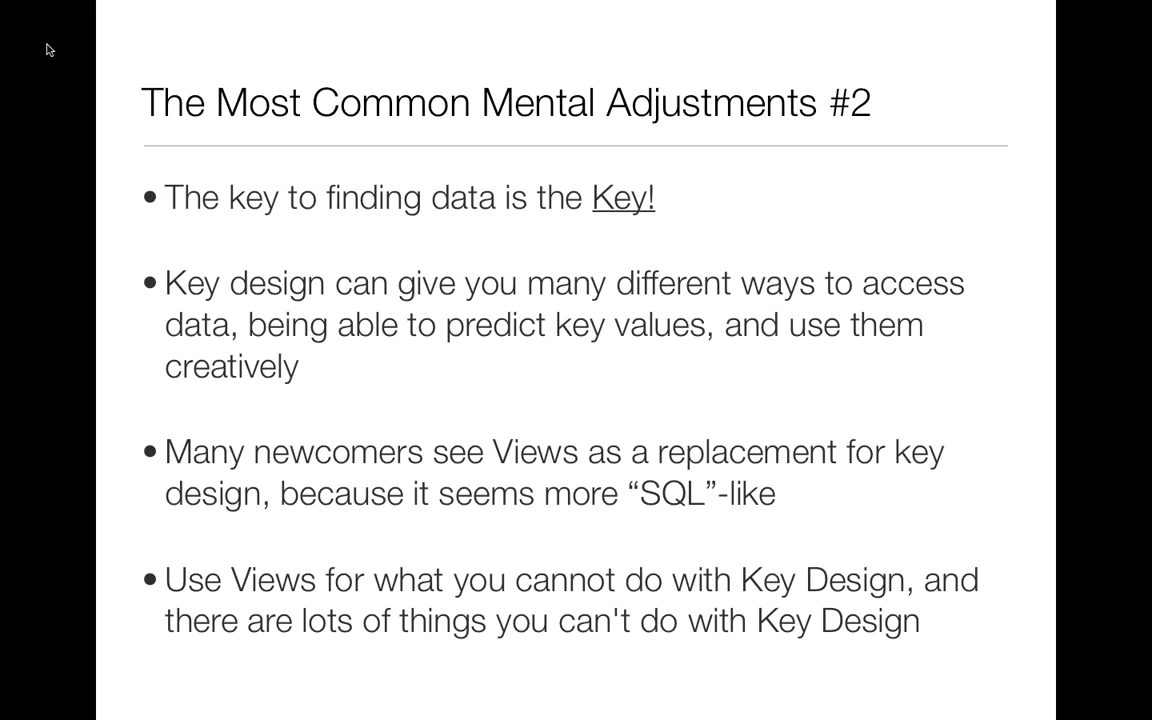 The Most Common Mental Adjustments #2
• The key to finding data is the Key!
• Key design can give you many different ways to access
data, being able to predict key values, and use them
creatively
• Many newcomers see Views as a replacement for key
design, because it seems more “SQL”-like
• Use Views for what you cannot do with Key Design, and
there are lots of things you can't do with Key Design